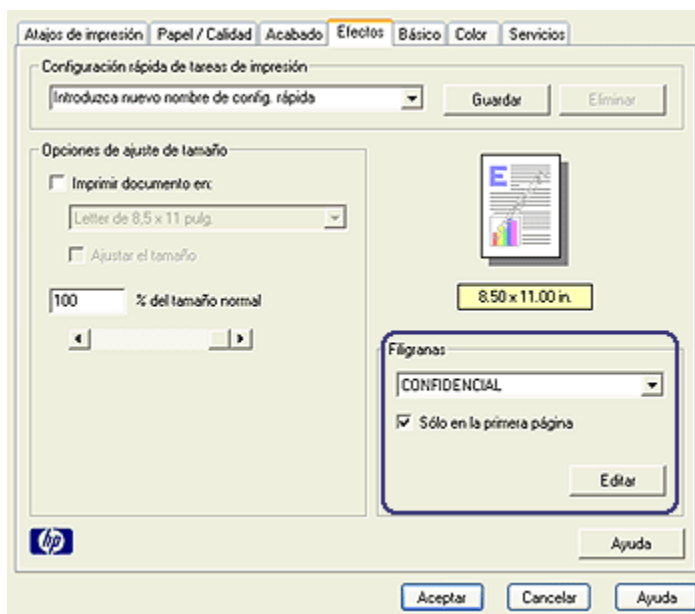 Atajos de impresión Papel / Calidad Acabado Efectos Básico Color Servicios
Configuración rápida de tareas de impresión
Introduzca nuevo nombre de config. rápida Guardar Eliminar
Opciones de ajuste de tamaño
Imprimir documento en:
Letter de 8,5 x 11 pulg.
Ajustar el tamaño
100 % del tamaño normal
E
8.50 x 11.00 in.
Filigranas
CONFIDENCIAL
Sólo en la primera página
Editar
hp Ayuda
Aceptar Cancelar Ayuda